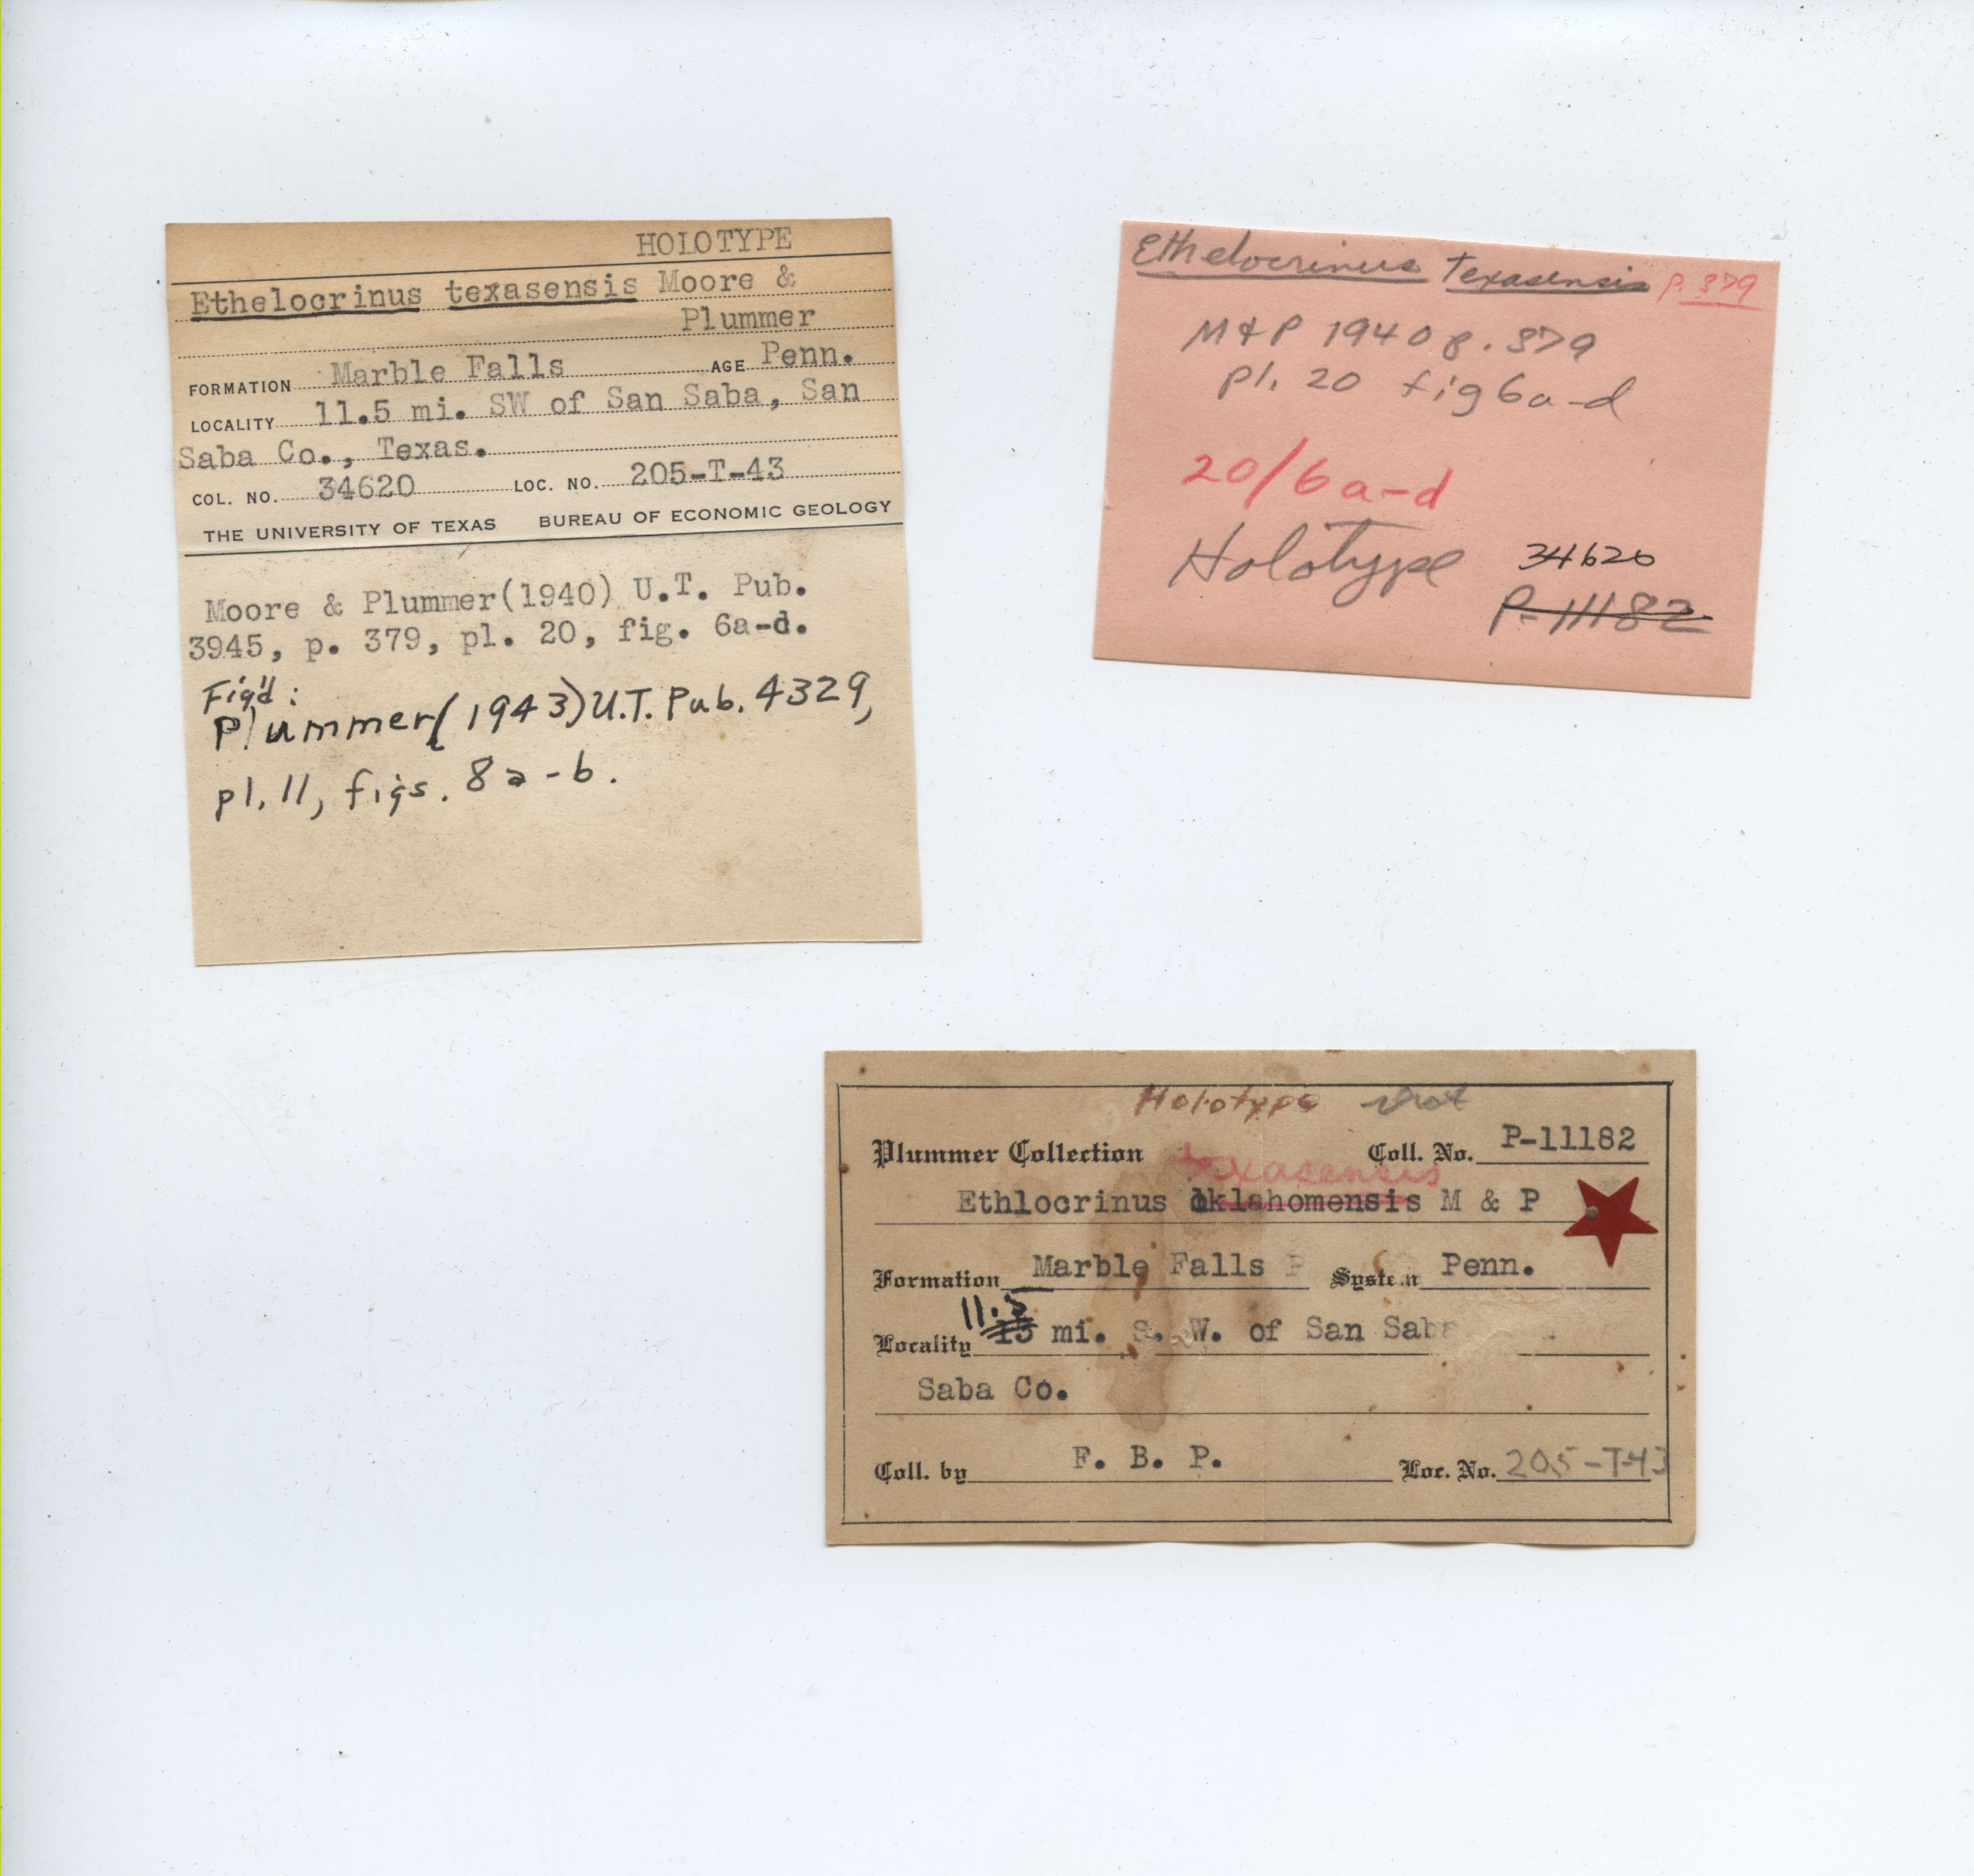 HOLOTYPE
Ethelocrinus texasensis Moore &
Plummer
FORMATION Marble Falls AGE Penn.
LOCALITY 11.5 mi. SW of San Saba, San
Saba Co., Texas.
COL. NO. 34620 LOC. NO. 205-T-43
THE UNIVERSITY OF TEXAS BUREAU OF ECONOMIC GEOLOGY
Moore & Plummer(1940) U.T. Pub.
3945, p. 379, pl. 20, fig. 6a-d.
Fig'd:
Plummer(1943) U.T. Pub. 4329,
pl. 11, figs. 8a-b.
Ethelocrinus texasensis p. 379
M & P 1940 p. 379
pl. 20 fig 6a-d
20/6a-d
Holotype 34620
P-11182
Holotype
Plummer Collection Coll. No. P-11182
texasensis
Ethlocrinus oklahomensis M & P
Formation Marble Falls P System Penn.
11.5
Locality 13 mi. S. W. of San Saba
Saba Co.
Coll. by F. B. P. Loc. No. 205-T-43